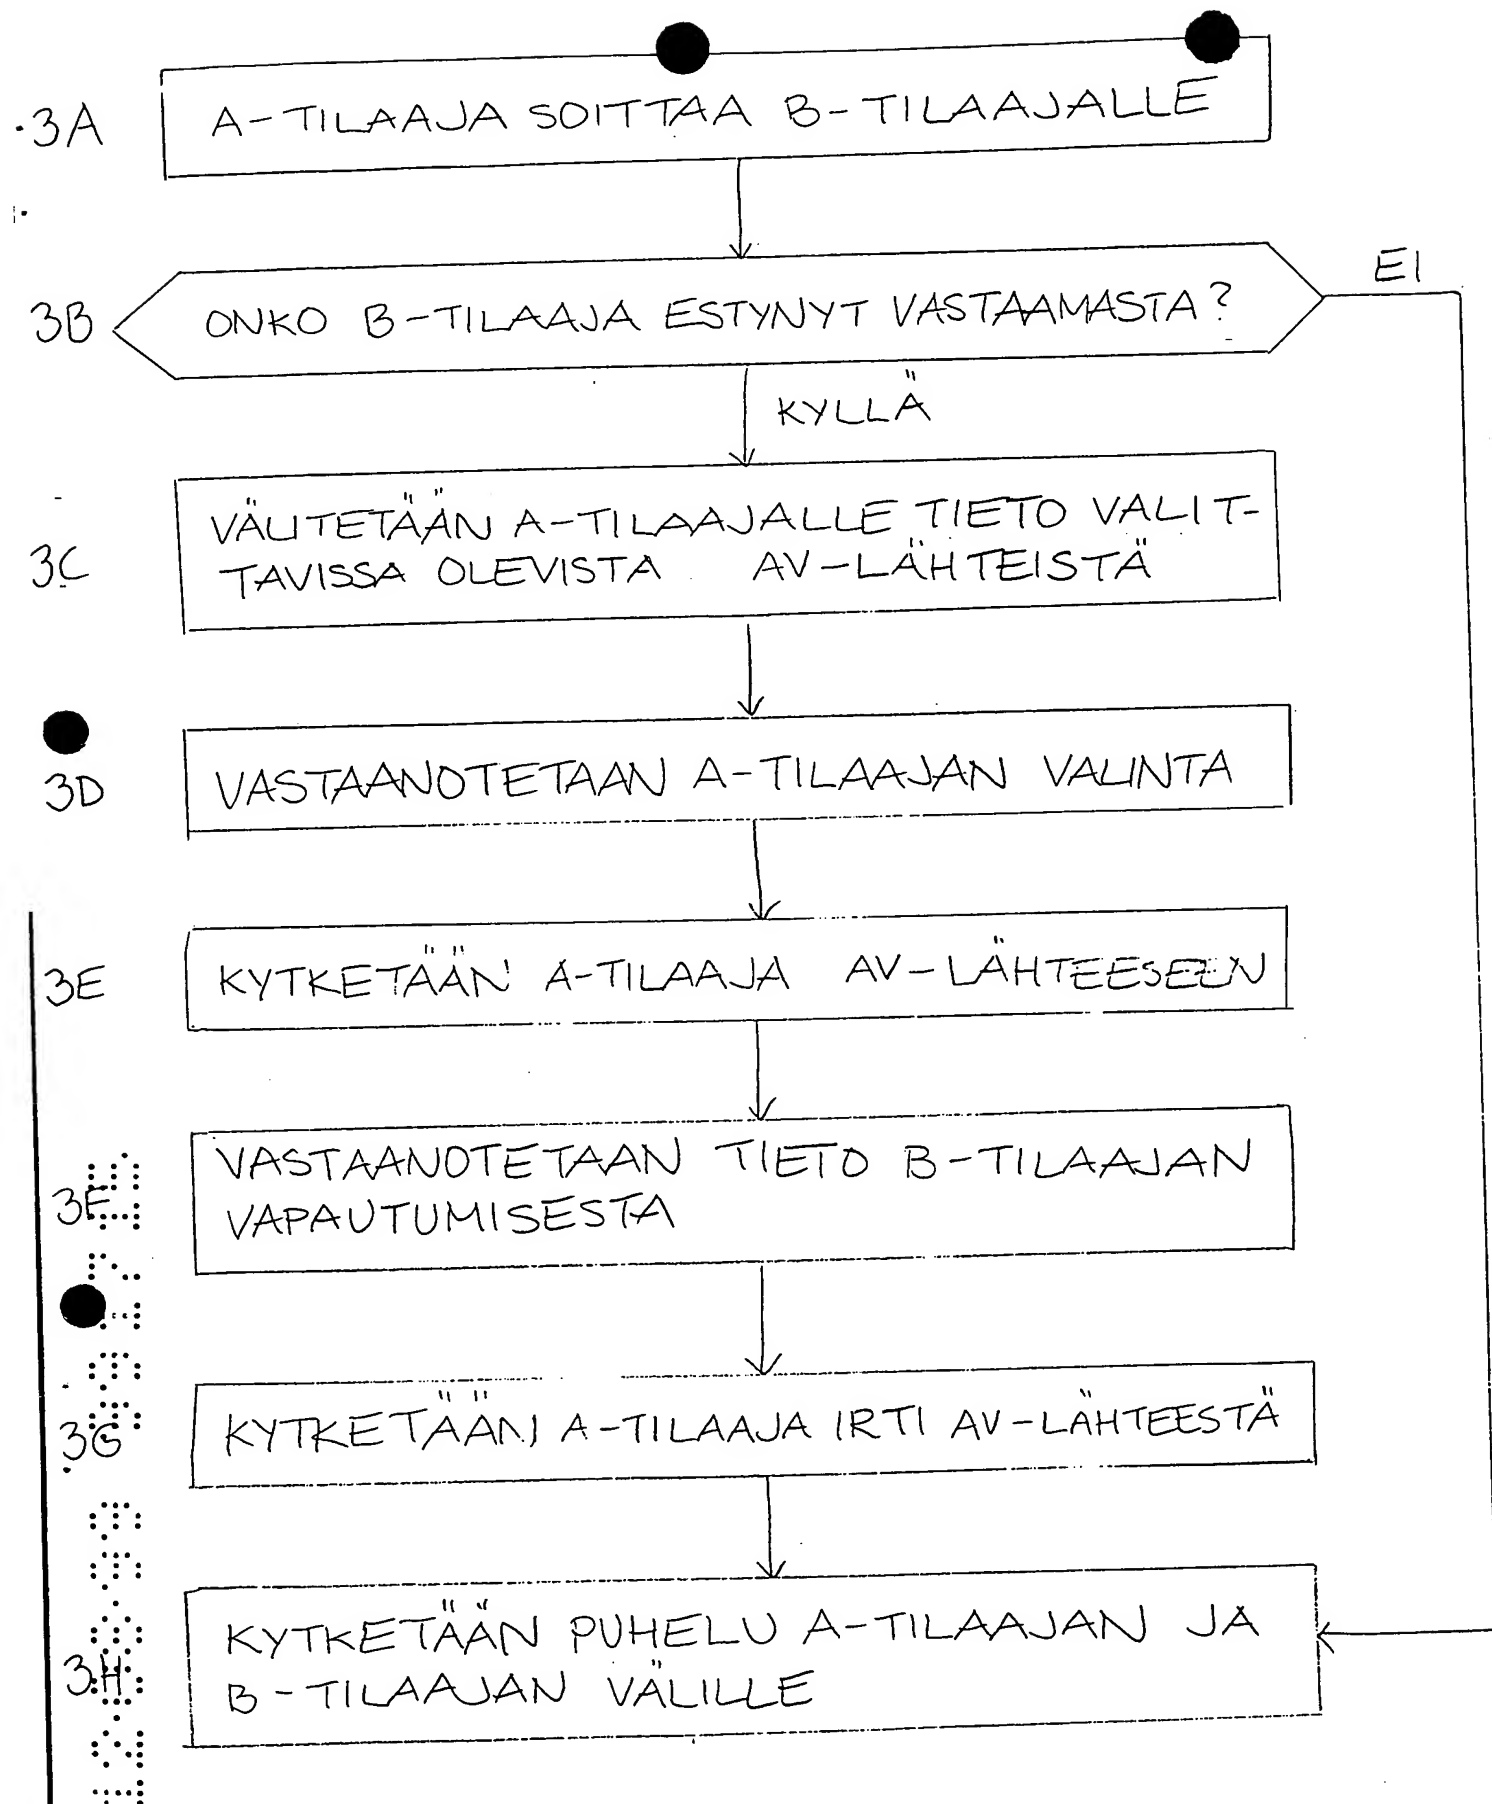 3A
A-TILAAJA SOITTAA B-TILAAJALLE
3B
ONKO B-TILAAJA ESTYNYT VASTAAMASTA?
EI
KYLLÄ
3C
VÄLITETÄÄN A-TILAAJALLE TIETO VALIT-
TAVISSA OLEVISTA AV-LÄHTEISTÄ
3D
VASTAANOTETAAN A-TILAAJAN VALINTA
3E
KYTKETÄÄN A-TILAAJA AV-LÄHTEESEEN
3F
VASTAANOTETAAN TIETO B-TILAAJAN
VAPAUTUMISESTA
3G
KYTKETÄÄN A-TILAAJA IRTI AV-LÄHTEESTÄ
3H
KYTKETÄÄN PUHELU A-TILAAJAN JA
B-TILAAJAN VÄLILLE